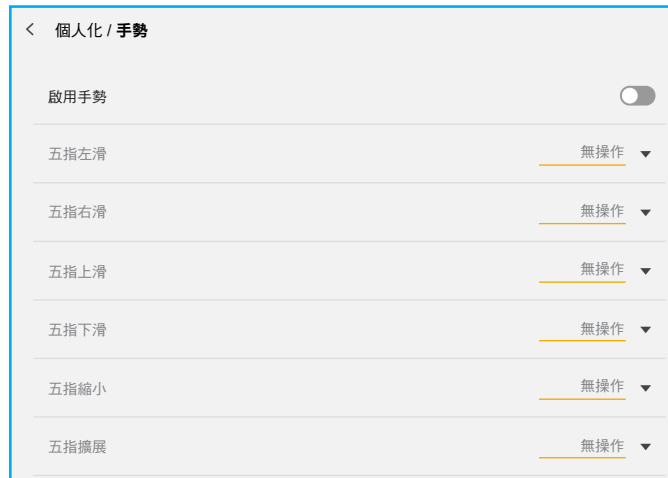 個人化 / 手勢
啟用手勢
五指左滑 無操作
五指右滑 無操作
五指上滑 無操作
五指下滑 無操作
五指縮小 無操作
五指擴展 無操作